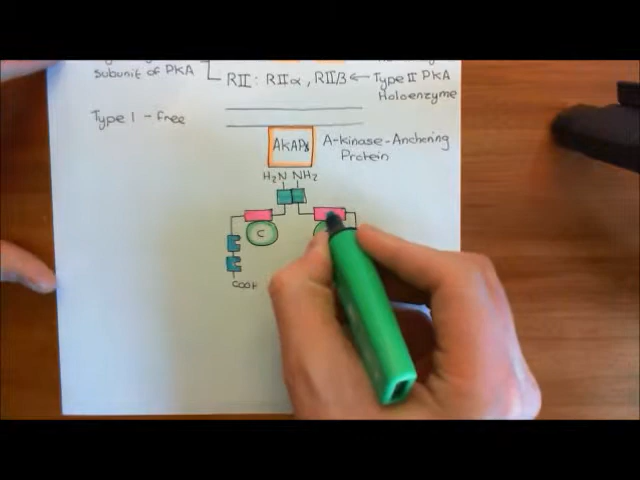 subunit of PKA
RII : RIIα , RIIβ ← Type II PKA
Holoenzyme
Type I - free
AKAPs
A-kinase-Anchoring
Protein
H₂N NH₂
C
COOH